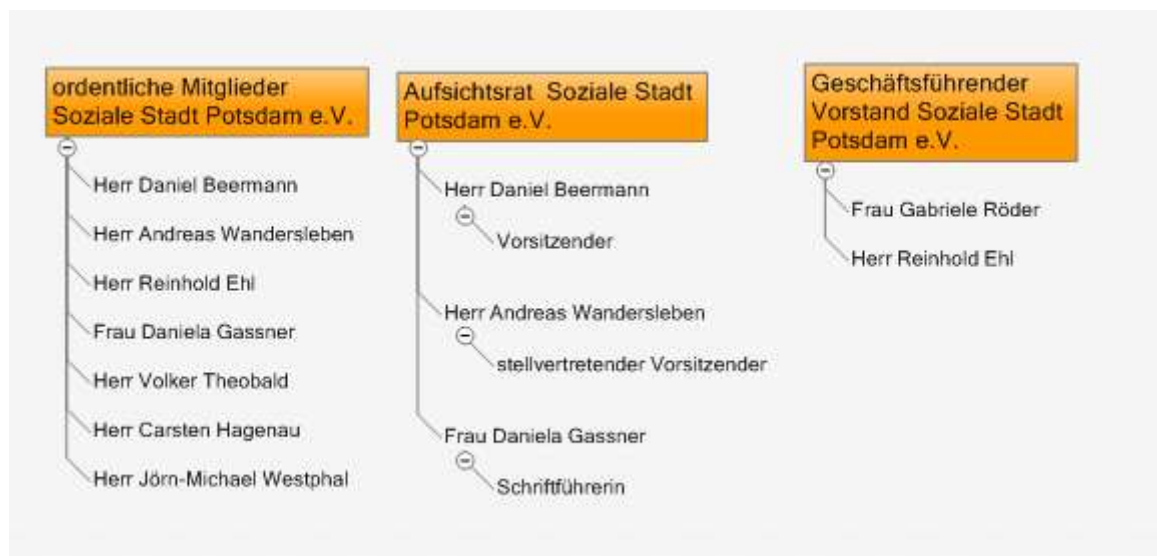 ordentliche Mitglieder
Soziale Stadt Potsdam e.V.
Herr Daniel Beermann
Herr Andreas Wandersleben
Herr Reinhold Ehl
Frau Daniela Gassner
Herr Volker Theobald
Herr Carsten Hagenau
Herr Jörn-Michael Westphal
Aufsichtsrat Soziale Stadt
Potsdam e.V.
Herr Daniel Beermann
Vorsitzender
Herr Andreas Wandersleben
stellvertretender Vorsitzender
Frau Daniela Gassner
Schriftführerin
Geschäftsführender
Vorstand Soziale Stadt
Potsdam e.V.
Frau Gabriele Röder
Herr Reinhold Ehl